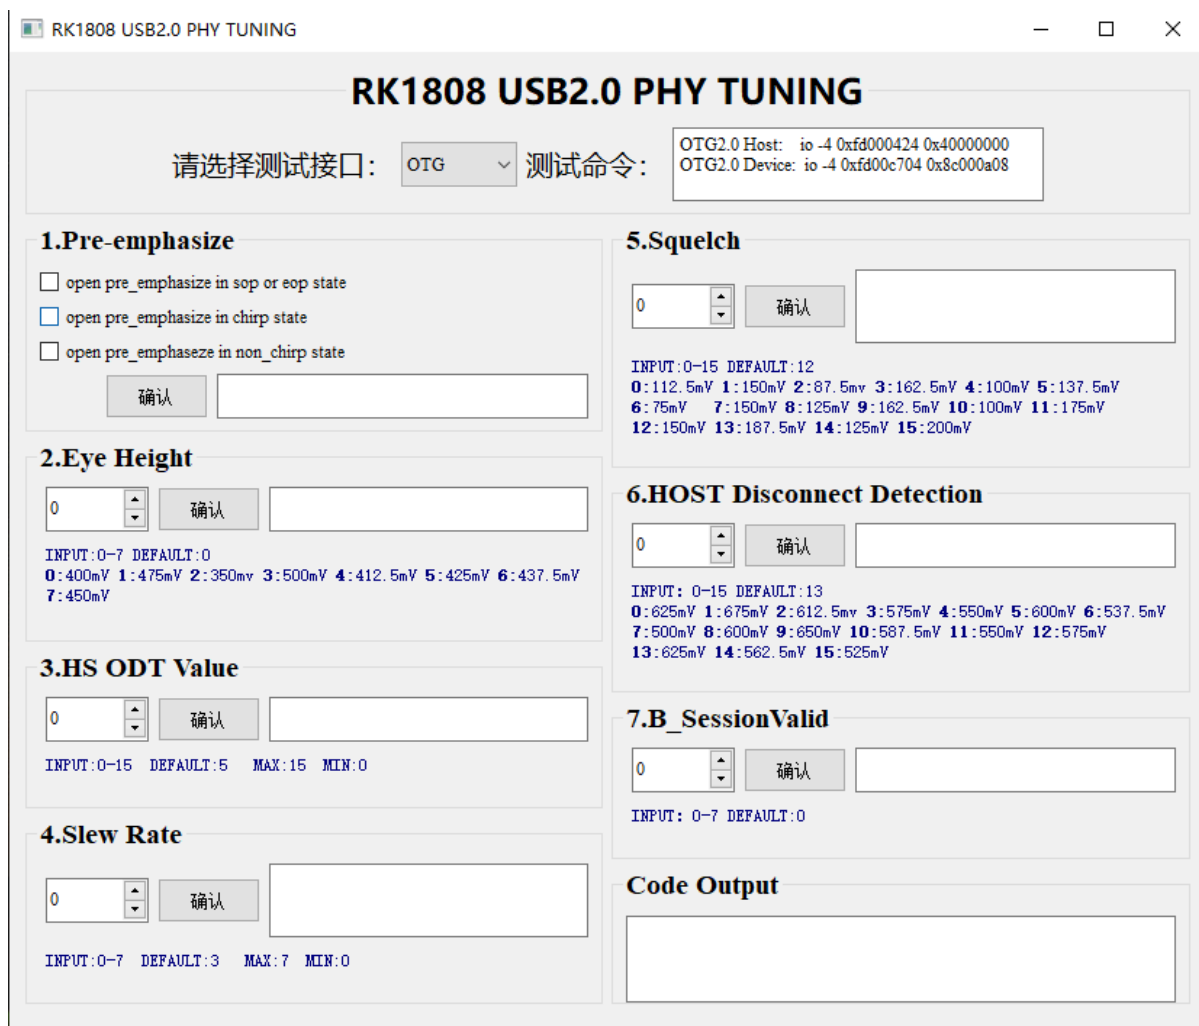 RK1808 USB2.0 PHY TUNING
RK1808 USB2.0 PHY TUNING
请选择测试接口： OTG 测试命令：
OTG2.0 Host: io -4 0xfd000424 0x40000000
OTG2.0 Device: io -4 0xfd00c704 0x8c000a08
1.Pre-emphasize
open pre_emphasize in sop or eop state
open pre_emphasize in chirp state
open pre_emphaseze in non_chirp state
确认
2.Eye Height
0 确认
INPUT:0-7 DEFAULT:0
0:400mV 1:475mV 2:350mv 3:500mV 4:412.5mV 5:425mV 6:437.5mV
7:450mV
3.HS ODT Value
0 确认
INPUT:0-15 DEFAULT:5 MAX:15 MIN:0
4.Slew Rate
0 确认
INPUT:0-7 DEFAULT:3 MAX:7 MIN:0
5.Squelch
0 确认
INPUT:0-15 DEFAULT:12
0:112.5mV 1:150mV 2:87.5mv 3:162.5mV 4:100mV 5:137.5mV
6:75mV 7:150mV 8:125mV 9:162.5mV 10:100mV 11:175mV
12:150mV 13:187.5mV 14:125mV 15:200mV
6.HOST Disconnect Detection
0 确认
INPUT: 0-15 DEFAULT:13
0:625mV 1:675mV 2:612.5mv 3:575mV 4:550mV 5:600mV 6:537.5mV
7:500mV 8:600mV 9:650mV 10:587.5mV 11:550mV 12:575mV
13:625mV 14:562.5mV 15:525mV
7.B_SessionValid
0 确认
INPUT: 0-7 DEFAULT:0
Code Output